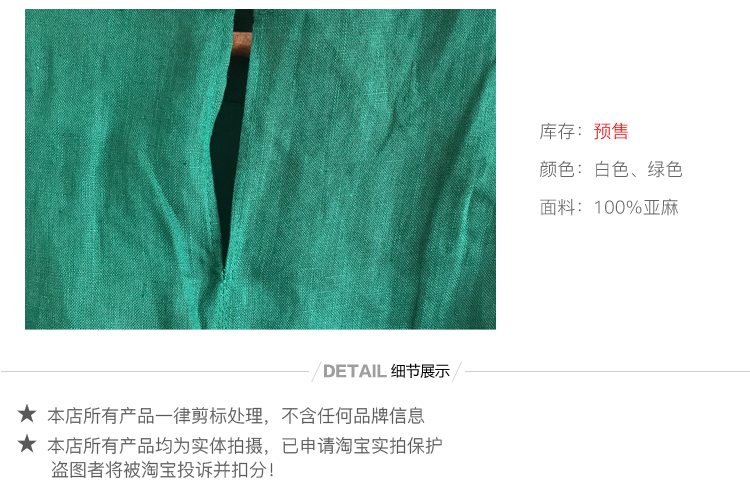 库存：预售
颜色：白色、绿色
面料：100%亚麻
DETAIL 细节展示
★ 本店所有产品一律剪标处理，不含任何品牌信息
★ 本店所有产品均为实体拍摄，已申请淘宝实拍保护
盗图者将被淘宝投诉并扣分！